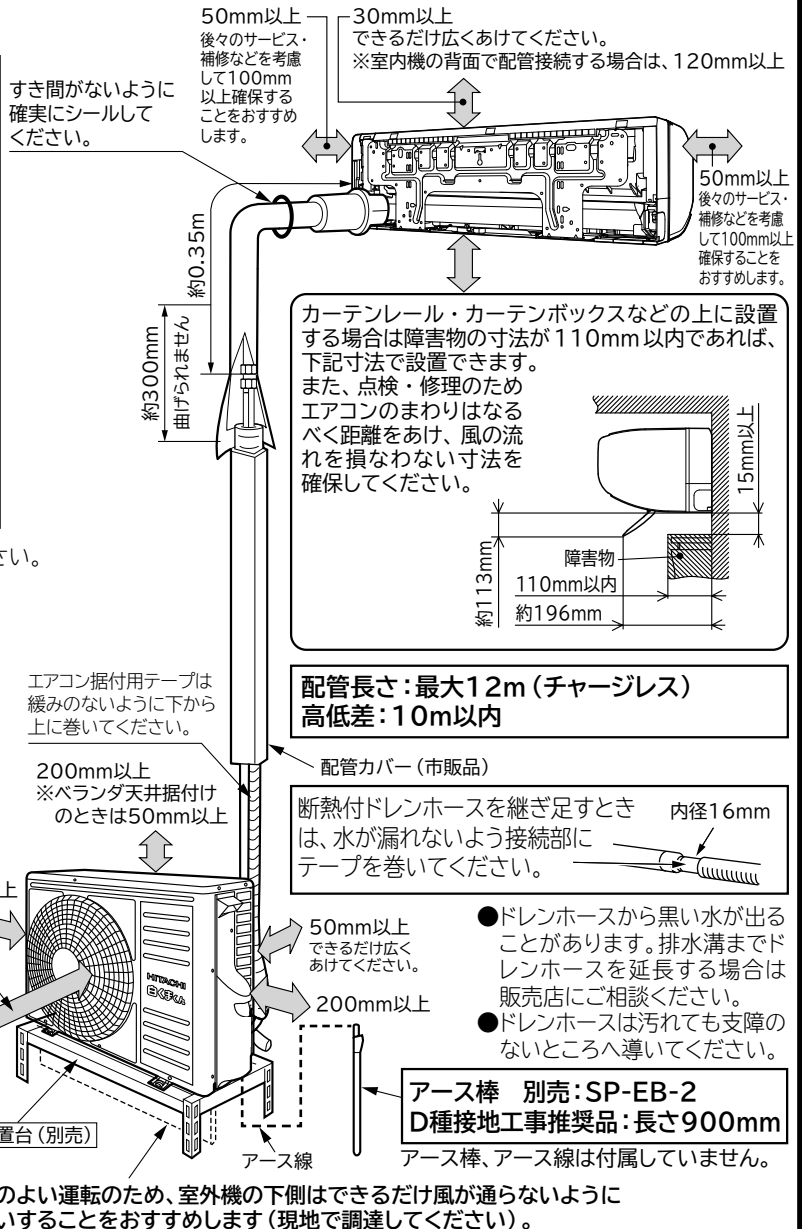 50mm以上
後々のサービス・
補修などを考慮
して100mm
以上確保する
ことをおすすめ
します。
30mm以上
できるだけ広くあけてください。
※室内機の背面で配管接続する場合は、120mm以上
すき間がないように
確実にシールして
ください。
50mm以上
後々のサービス・
補修などを考慮
して100mm以上
確保することを
おすすめします。
約0.35m
約300mm
曲げられません
カーテンレール・カーテンボックスなどの上に設置
する場合は障害物の寸法が110mm以内であれば、
下記寸法で設置できます。
また、点検・修理のため
エアコンのまわりはなる
べく距離をあけ、風の流
れを損なわない寸法を
確保してください。
15mm以上
約113mm
障害物
110mm以内
約196mm
さい。
配管長さ：最大12m（チャージレス）
高低差：10m以内
エアコン据付用テープは
緩みのないように下から
上に巻いてください。
配管カバー（市販品）
200mm以上
※ベランダ天井据付け
のときは50mm以上
断熱付ドレンホースを継ぎ足すとき
は、水が漏れないよう接続部に
テープを巻いてください。
内径16mm
上
50mm以上
できるだけ広く
あけてください。
200mm以上
HITACHI
白くまくん
●ドレンホースから黒い水が出る
ことがあります。排水溝までド
レンホースを延長する場合は
販売店にご相談ください。
●ドレンホースは汚れても支障の
ないところへ導いてください。
アース棒　別売：SP-EB-2
D種接地工事推奨品：長さ900mm
アース棒、アース線は付属していません。
置台（別売）
アース線
のよい運転のため、室外機の下側はできるだけ風が通らないように
いすることをおすすめします（現地で調達してください）。